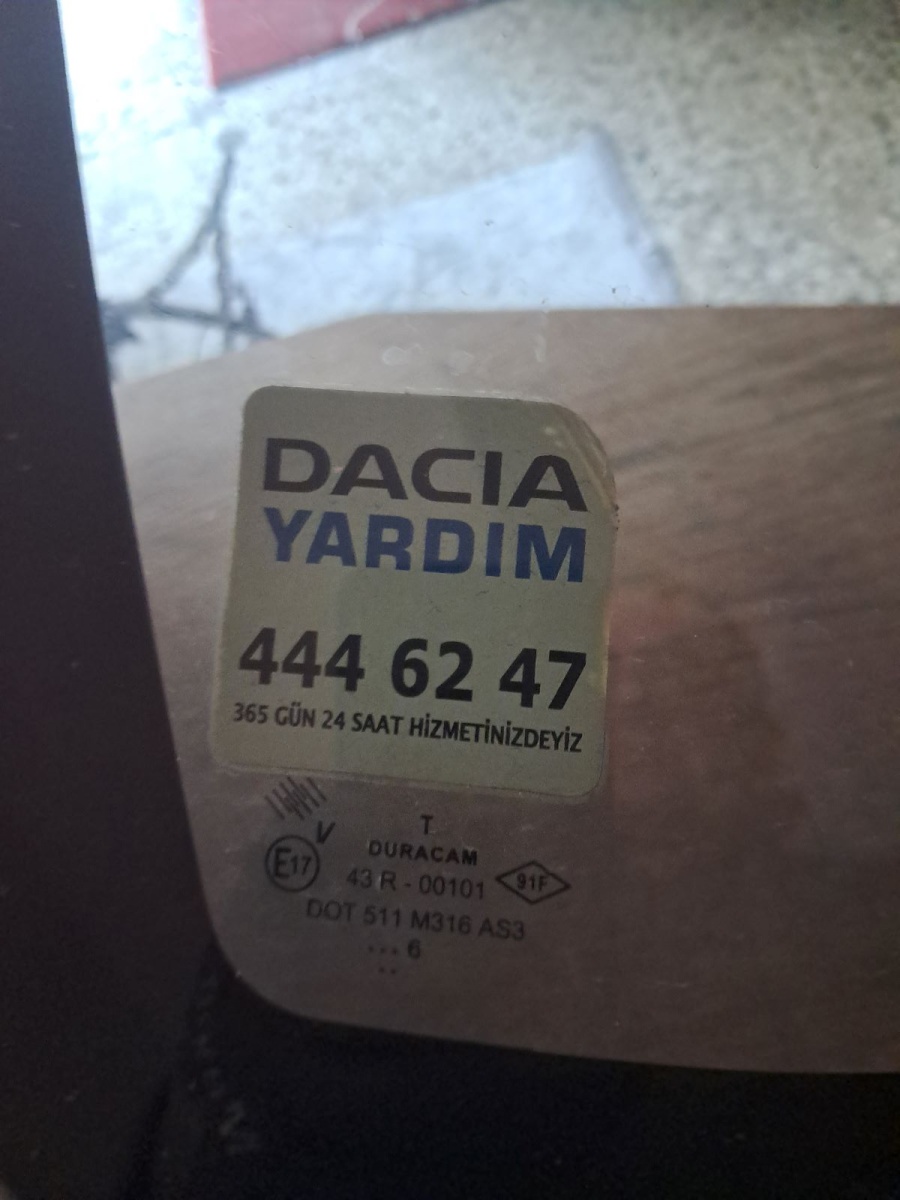 DACIA
YARDIM
444 62 47
365 GÜN 24 SAAT HİZMETİNİZDEYİZ
V
T
DURACAM
E17
43 R - 00101
91F
DOT 511 M316 AS3
... 6
..